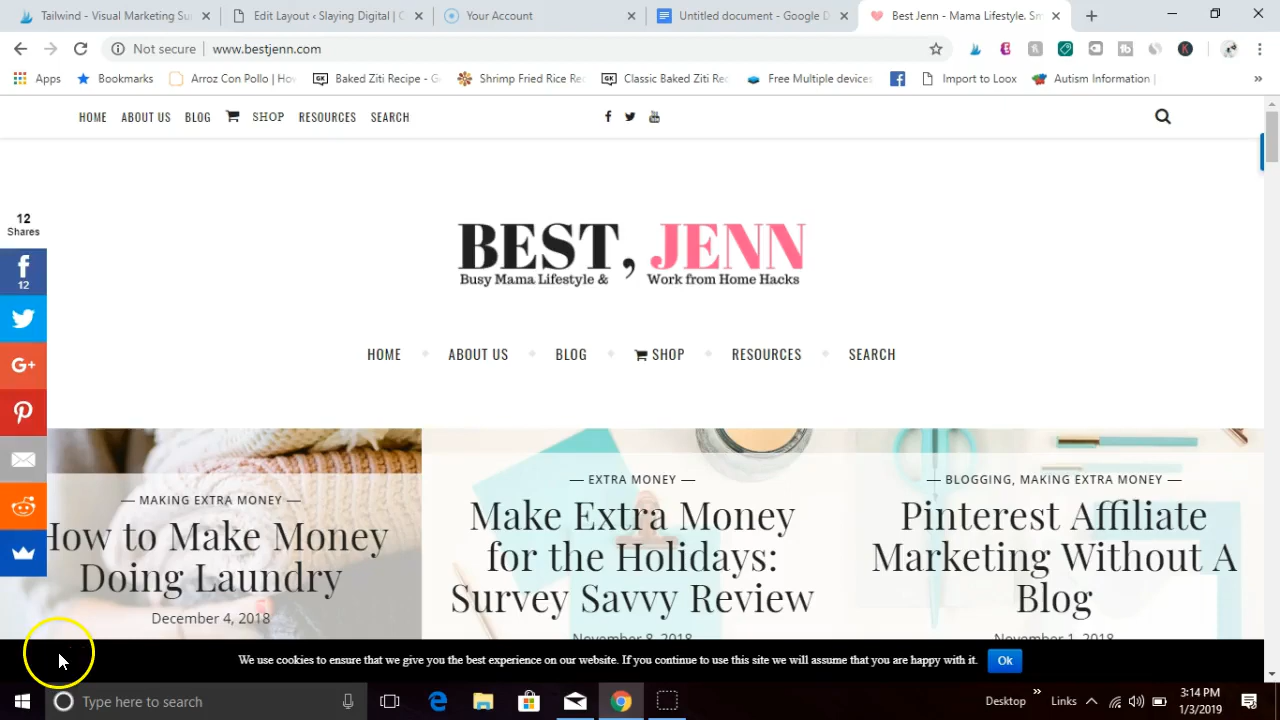 Tailwind - Visual Marketing Su
Edit Layout ‹ Slaying Digital |
Your Account
Untitled document - Google D
Best Jenn - Mama Lifestyle. Sm
Not secure
www.bestjenn.com
Apps
Bookmarks
Arroz Con Pollo | Ho
Baked Ziti Recipe - G
Shrimp Fried Rice Re
Classic Baked Ziti Re
Free Multiple devices
Import to Loox
Autism Information |
HOME
ABOUT US
BLOG
SHOP
RESOURCES
SEARCH
12
Shares
12
BEST, JENN
Busy Mama Lifestyle & Work from Home Hacks
HOME
ABOUT US
BLOG
SHOP
RESOURCES
SEARCH
— MAKING EXTRA MONEY —
How to Make Money
Doing Laundry
December 4, 2018
— EXTRA MONEY —
Make Extra Money
for the Holidays:
Survey Savvy Review
November 8, 2018
— BLOGGING, MAKING EXTRA MONEY —
Pinterest Affiliate
Marketing Without A
Blog
November 1, 2018
We use cookies to ensure that we give you the best experience on our website. If you continue to use this site we will assume that you are happy with it.
Ok
Type here to search
Desktop
Links
3:14 PM
1/3/2019